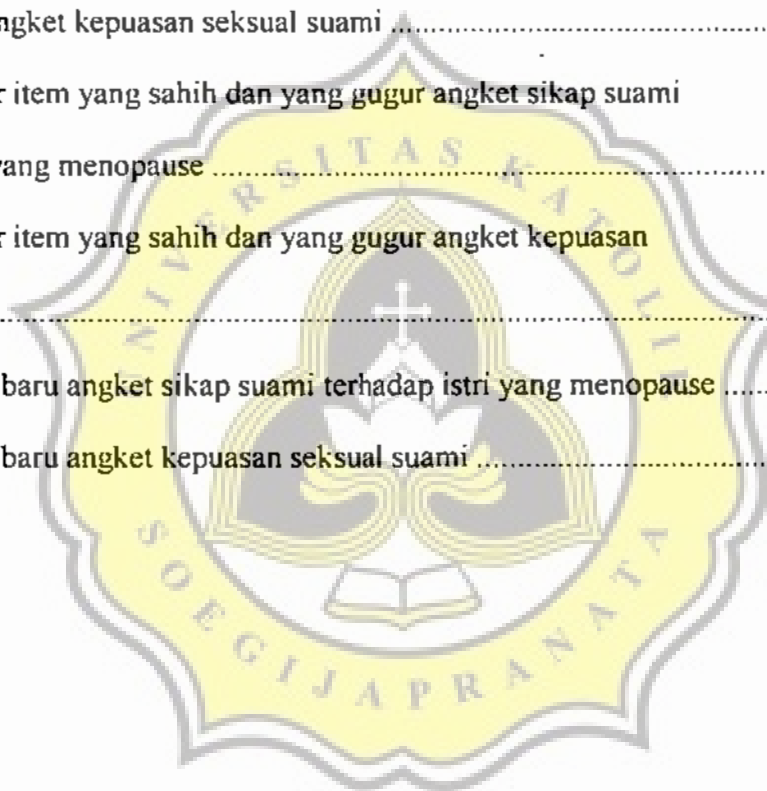 ngket kepuasan seksual suami ..........................................
r item yang sahih dan yang gugur angket sikap suami
yang menopause ..............................................................
r item yang sahih dan yang gugur angket kepuasan
..........................................................................................
baru angket sikap suami terhadap istri yang menopause ......
baru angket kepuasan seksual suami ................................
UNIVERSITAS KATOLIK
SOEGIJAPRANATA